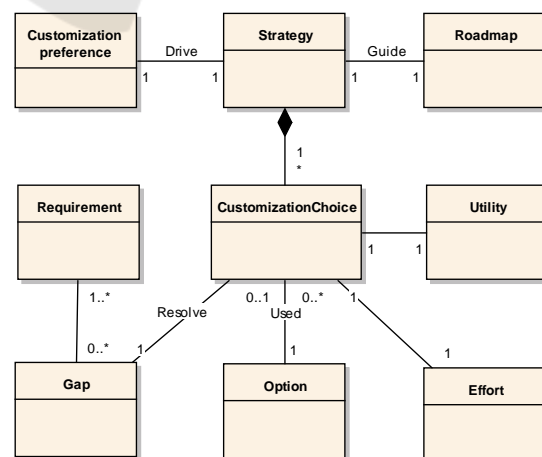 Customization
preference
Drive
1
1
Strategy
Guide
1
1
Roadmap
1
*
Requirement
CustomizationChoice
Utility
1
1
1..*
0..*
Resolve
1
0..1
0..*
Used
1
1
1
Gap
Option
Effort